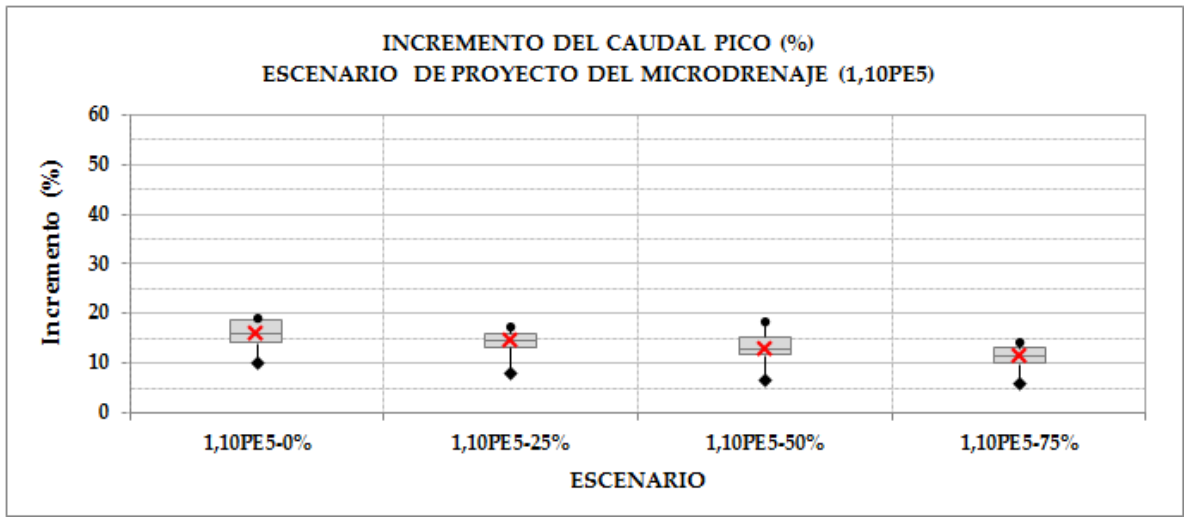 INCREMENTO DEL CAUDAL PICO (%)
ESCENARIO DE PROYECTO DEL MICRODRENAJE (1,10PE5)
Incremento (%)
60
50
40
30
20
10
0
1,10PE5-0%
1,10PE5-25%
1,10PE5-50%
1,10PE5-75%
ESCENARIO